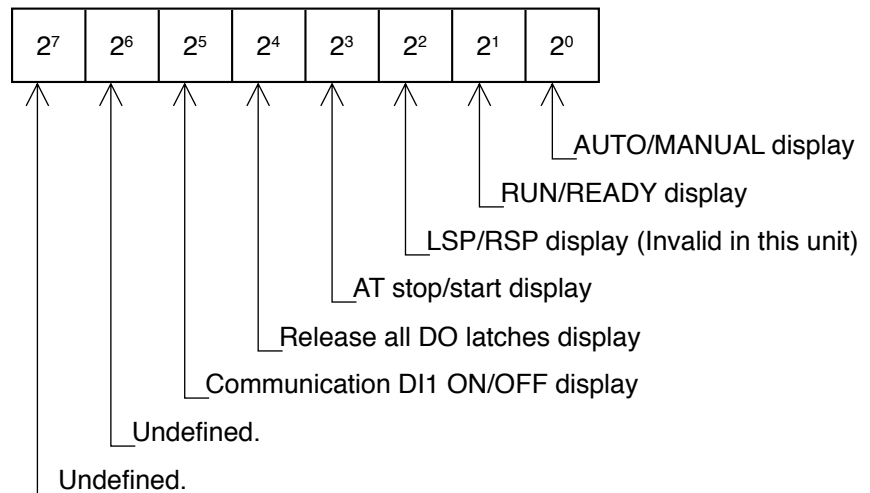 2⁷ 2⁶ 2⁵ 2⁴ 2³ 2² 2¹ 2⁰
AUTO/MANUAL display
RUN/READY display
LSP/RSP display (Invalid in this unit)
AT stop/start display
Release all DO latches display
Communication DI1 ON/OFF display
Undefined.
Undefined.